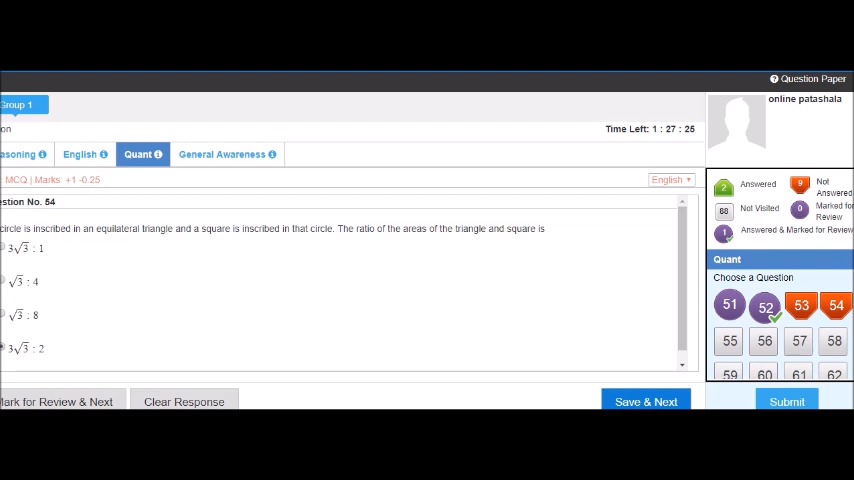 Question Paper
Group 1
online patashala
on
Time Left: 1 : 27 : 25
asoning
English
Quant
General Awareness
: MCQ | Marks: +1 -0.25
English
2 Answered
9 Not Answered
88 Not Visited
0 Marked for Review
1 Answered & Marked for Review
estion No. 54
circle is inscribed in an equilateral triangle and a square is inscribed in that circle. The ratio of the areas of the triangle and square is
3√3 : 1
√3 : 4
√3 : 8
3√3 : 2
Quant
Choose a Question
51 52 53 54
55 56 57 58
59 60 61 62
Mark for Review & Next
Clear Response
Save & Next
Submit